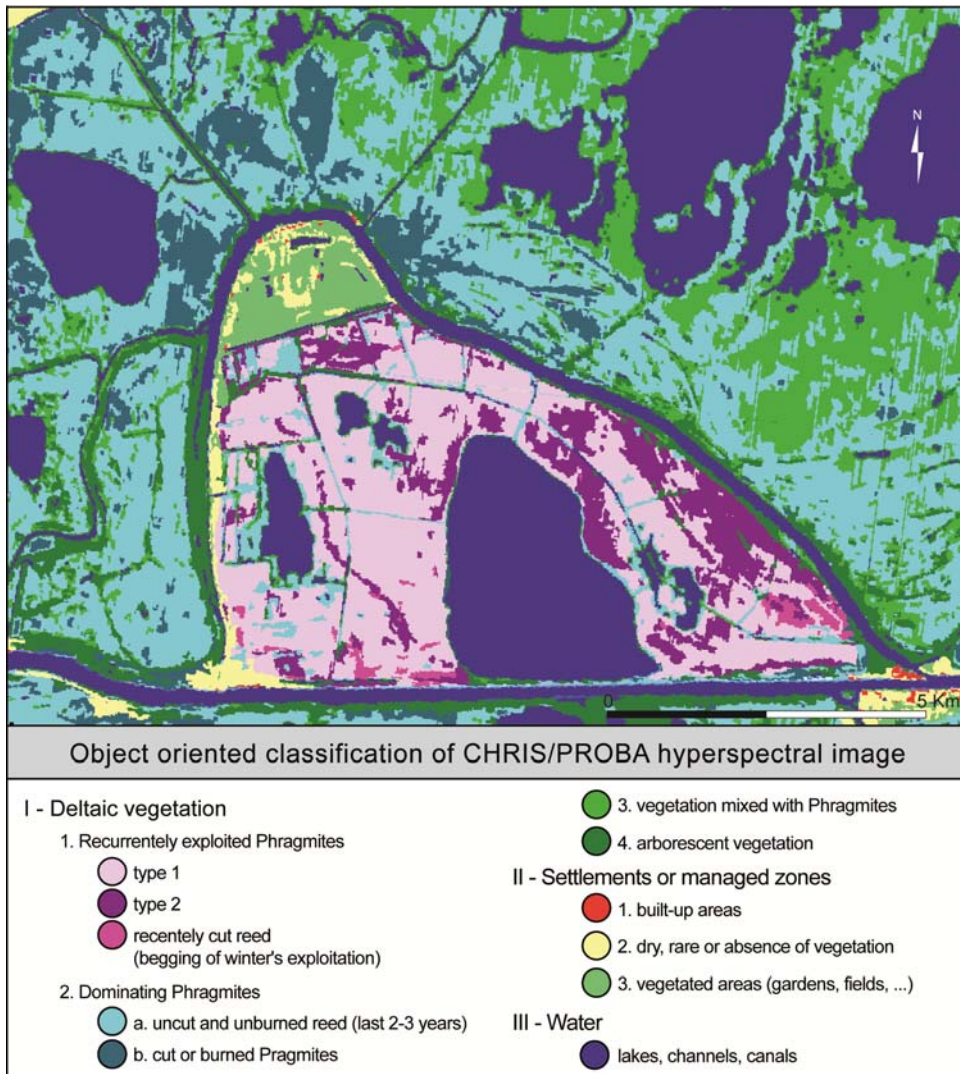 N
0 5 Km
Object oriented classification of CHRIS/PROBA hyperspectral image
I - Deltaic vegetation
1. Recurrentely exploited Phragmites
type 1
type 2
recentely cut reed
(begging of winter's exploitation)
2. Dominating Phragmites
a. uncut and unburned reed (last 2-3 years)
b. cut or burned Pragmites
3. vegetation mixed with Phragmites
4. arborescent vegetation
II - Settlements or managed zones
1. built-up areas
2. dry, rare or absence of vegetation
3. vegetated areas (gardens, fields, ...)
III - Water
lakes, channels, canals